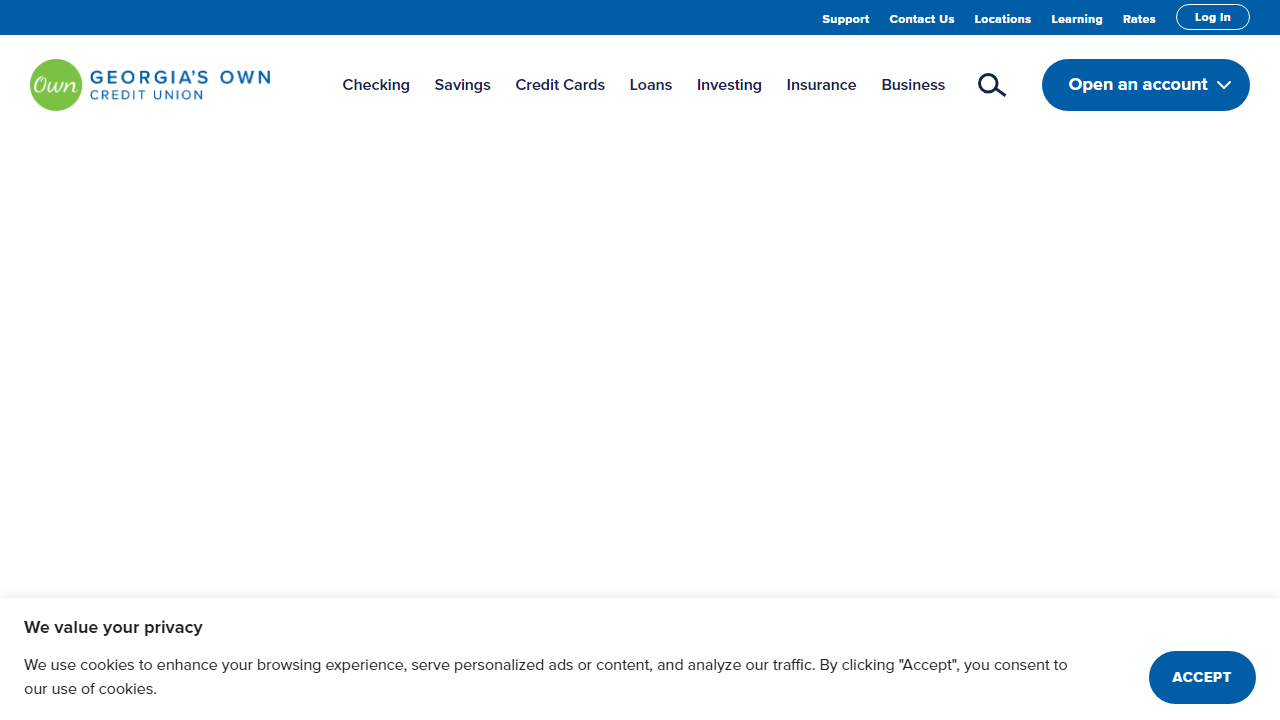 Support Contact Us Locations Learning Rates Log In
Own GEORGIA'S OWN
CREDIT UNION
Checking Savings Credit Cards Loans Investing Insurance Business Open an account
We value your privacy
We use cookies to enhance your browsing experience, serve personalized ads or content, and analyze our traffic. By clicking "Accept", you consent to
our use of cookies.
ACCEPT